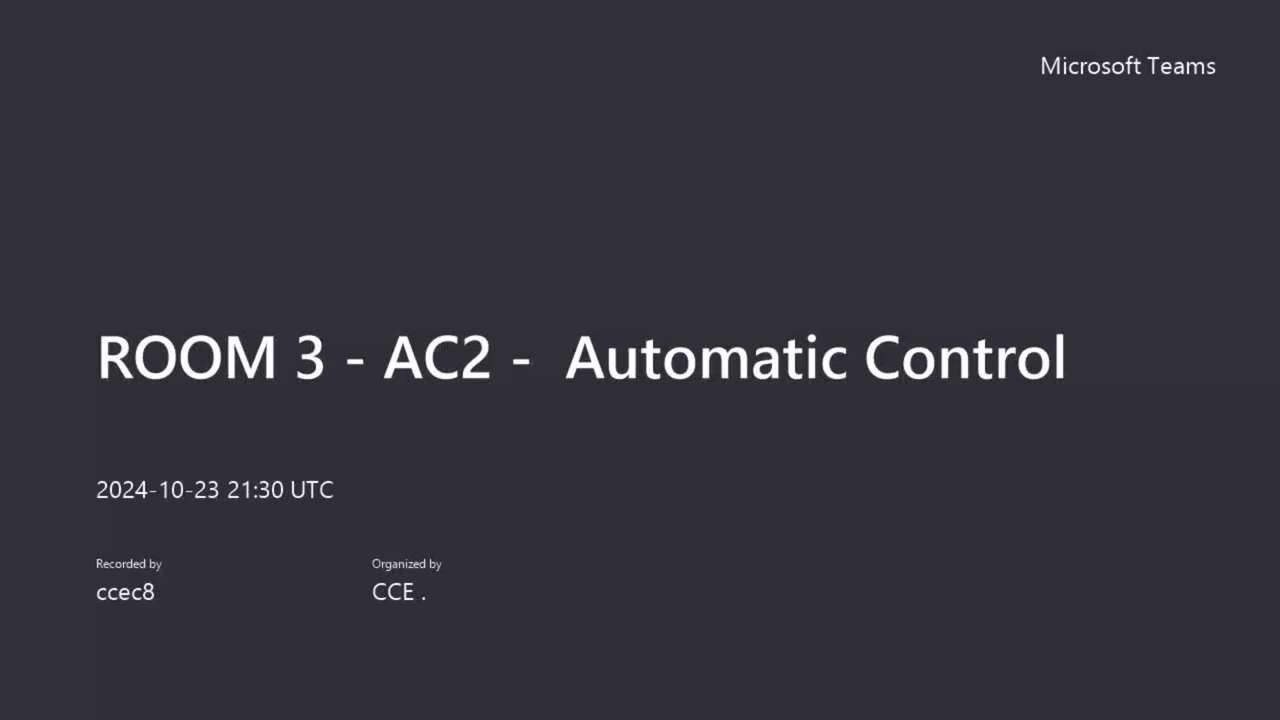 Microsoft Teams
ROOM 3 - AC2 -  Automatic Control
2024-10-23 21:30 UTC
Recorded by
ccec8
Organized by
CCE .